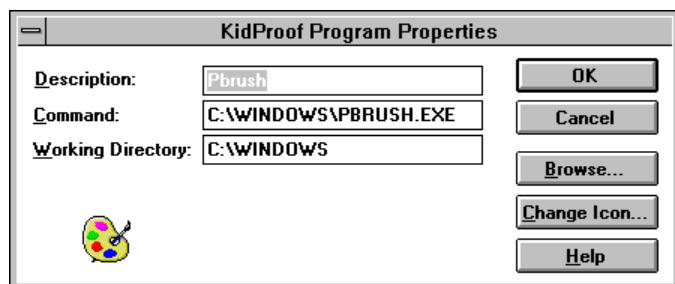 KidProof Program Properties
Description: Pbrush
Command: C:\WINDOWS\PBRUSH.EXE
Working Directory: C:\WINDOWS
OK
Cancel
Browse...
Change Icon...
Help